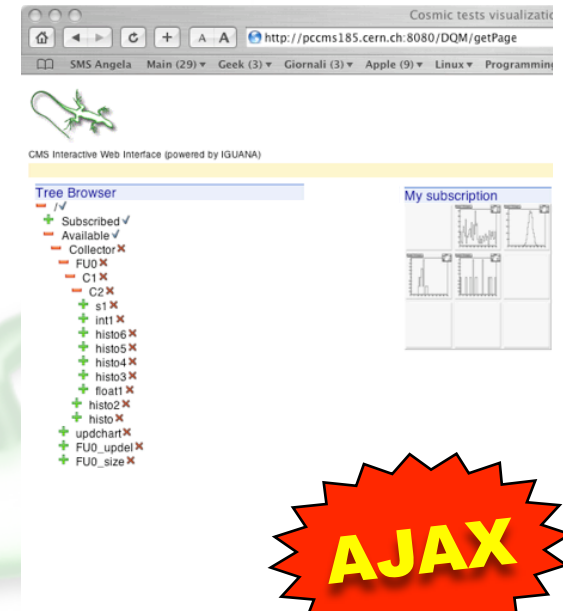 Cosmic tests visualizatio
A A http://pccms185.cern.ch:8080/DQM/getPage
SMS Angela Main (29) Geek (3) Giornali (3) Apple (9) Linux Programming
CMS Interactive Web Interface (powered by IGUANA)
Tree Browser
/
Subscribed
Available
Collector
FU0
C1
C2
s1
int1
histo6
histo5
histo4
histo3
float1
histo2
histo
updchart
FU0_updel
FU0_size
My subscription
AJAX